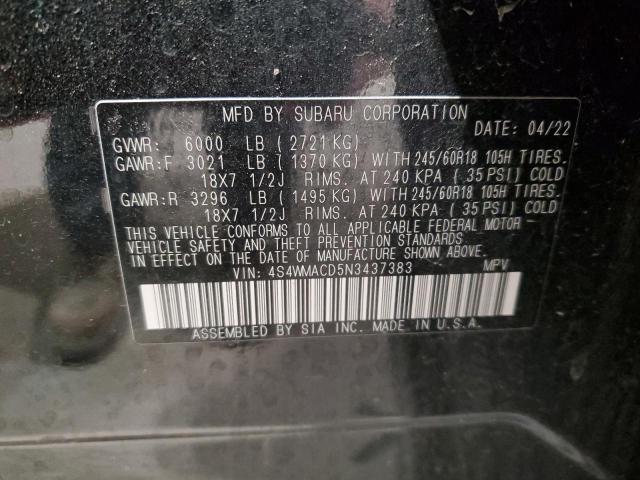 MFD BY SUBARU CORPORATION
DATE: 04/22
GVWR: 6000 LB (2721 KG)
GAWR:F 3021 LB (1370 KG) WITH 245/60R18 105H TIRES.
18X7 1/2J RIMS. AT 240 KPA (35 PSI) COLD
GAWR:R 3296 LB (1495 KG) WITH 245/60R18 105H TIRES.
18X7 1/2J RIMS. AT 240 KPA (35 PSI) COLD
THIS VEHICLE CONFORMS TO ALL APPLICABLE FEDERAL MOTOR
VEHICLE SAFETY AND THEFT PREVENTION STANDARDS
IN EFFECT ON THE DATE OF MANUFACTURE SHOWN ABOVE.
VIN: 4S4WMACD5N3437383 MPV
ASSEMBLED BY SIA INC. MADE IN U.S.A.